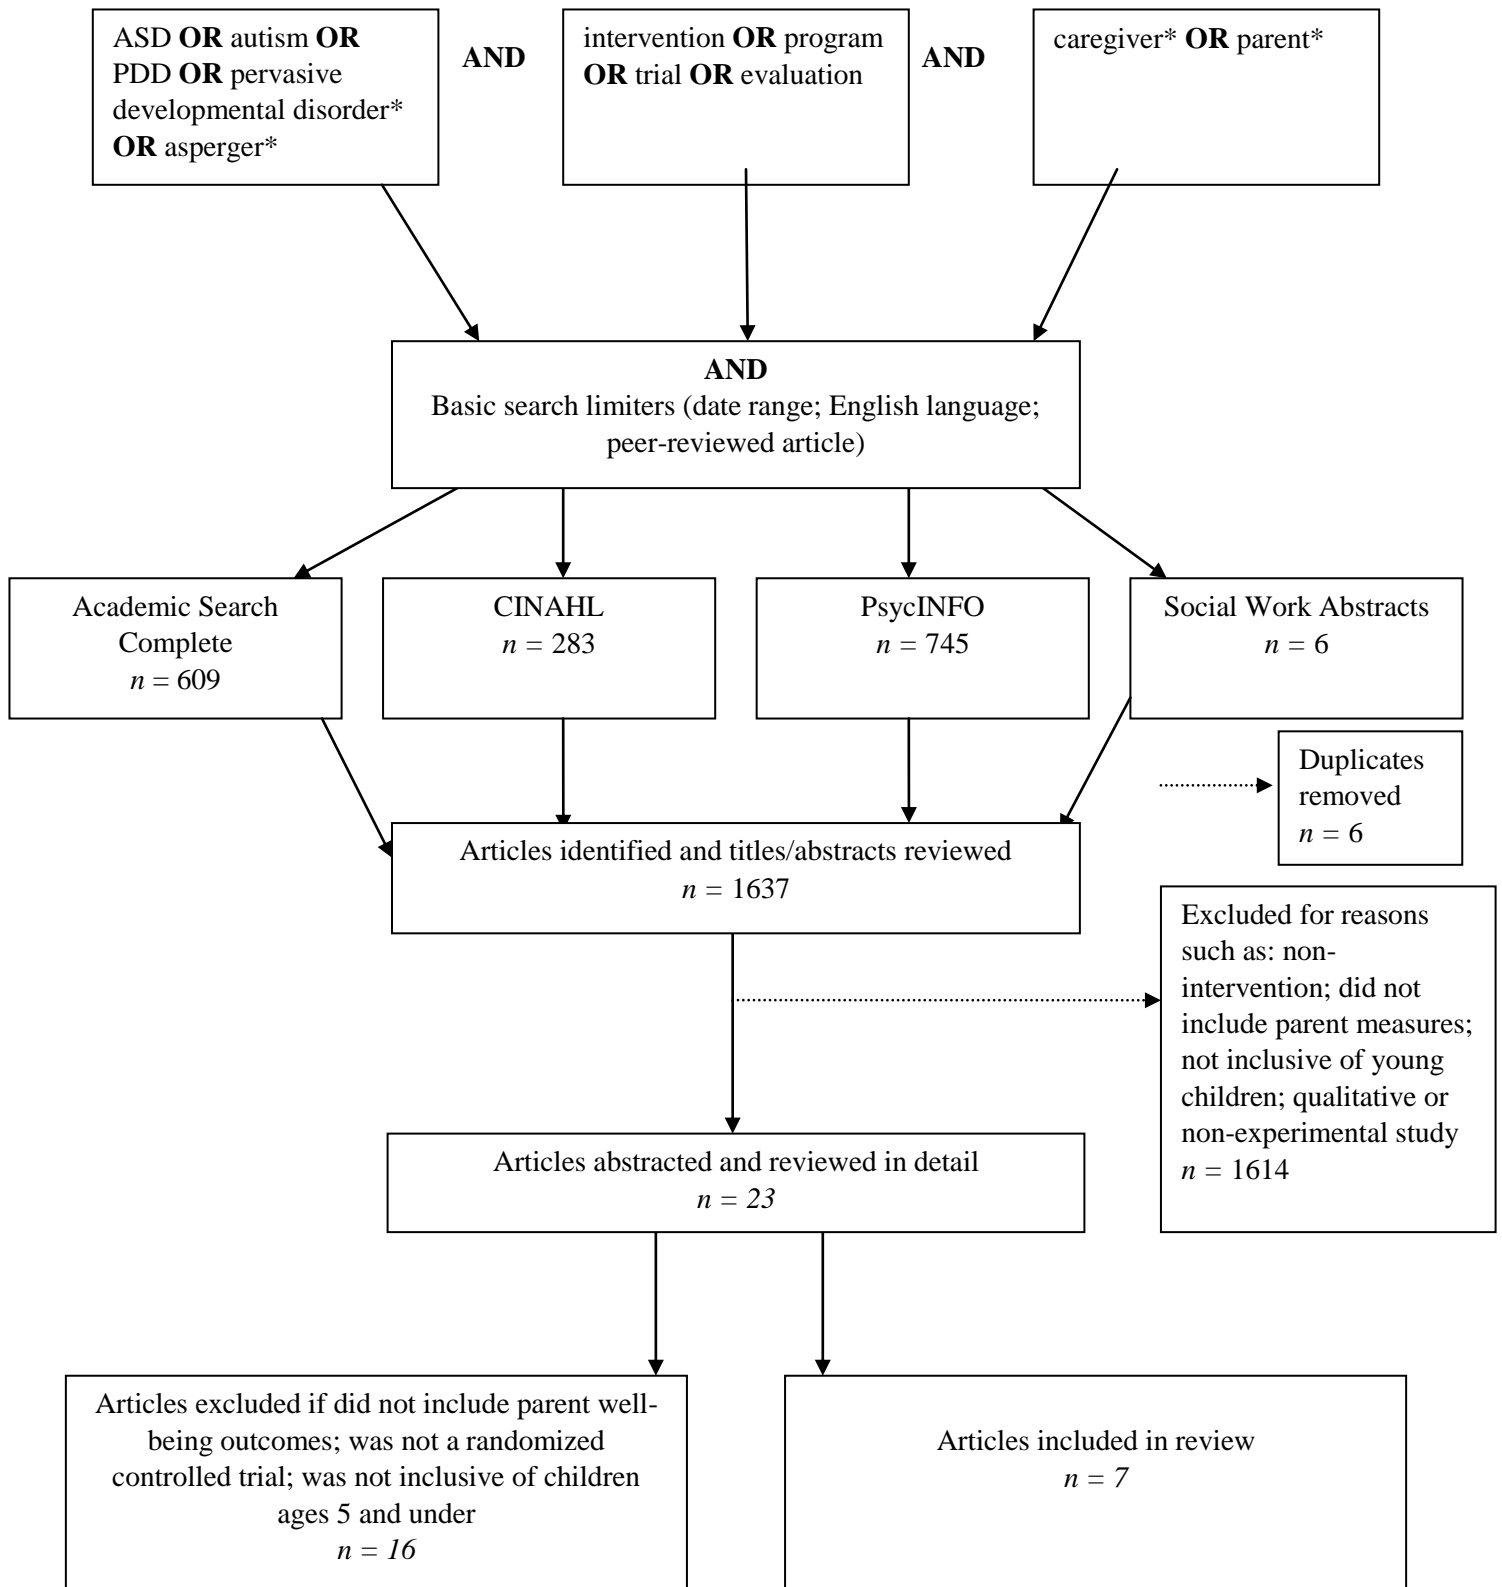 ASD OR autism OR
PDD OR pervasive
developmental disorder*
OR asperger*
AND
intervention OR program
OR trial OR evaluation
AND
caregiver* OR parent*
AND
Basic search limiters (date range; English language;
peer-reviewed article)
Academic Search
Complete
n = 609
CINAHL
n = 283
PsycINFO
n = 745
Social Work Abstracts
n = 6
Duplicates
removed
n = 6
Articles identified and titles/abstracts reviewed
n = 1637
Excluded for reasons
such as: non-
intervention; did not
include parent measures;
not inclusive of young
children; qualitative or
non-experimental study
n = 1614
Articles abstracted and reviewed in detail
n = 23
Articles excluded if did not include parent well-
being outcomes; was not a randomized
controlled trial; was not inclusive of children
ages 5 and under
n = 16
Articles included in review
n = 7